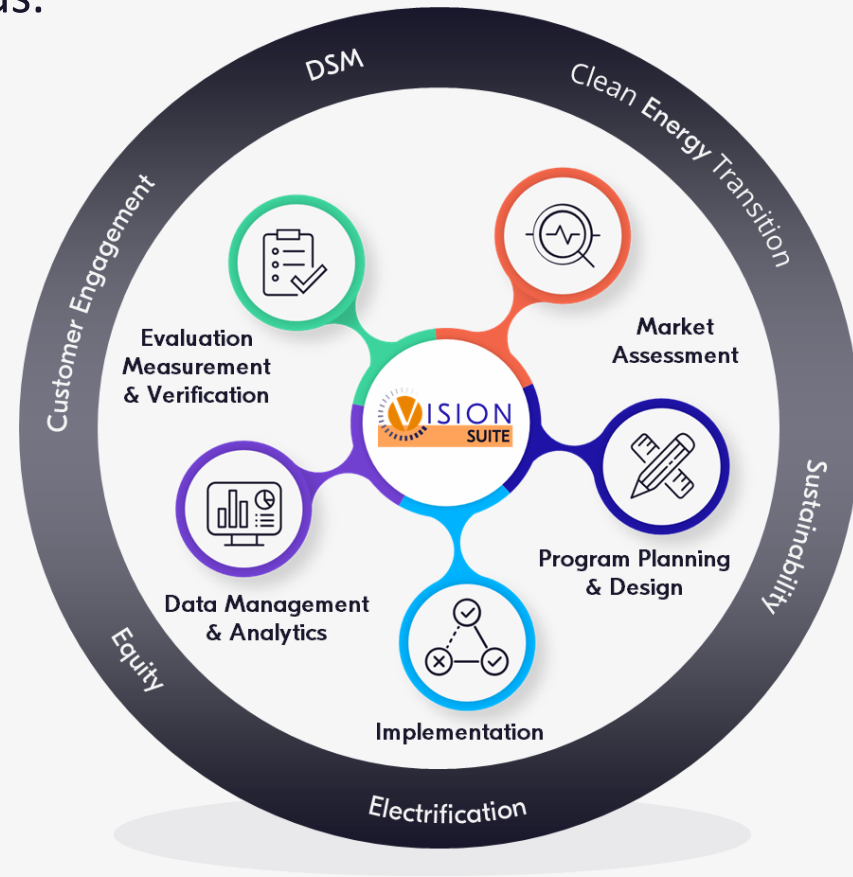 DSM
Clean Energy Transition
Customer Engagement
Evaluation
Measurement
& Verification
Market
Assessment
VISION
SUITE
Sustainability
Program Planning
& Design
Data Management
& Analytics
Equity
Implementation
Electrification